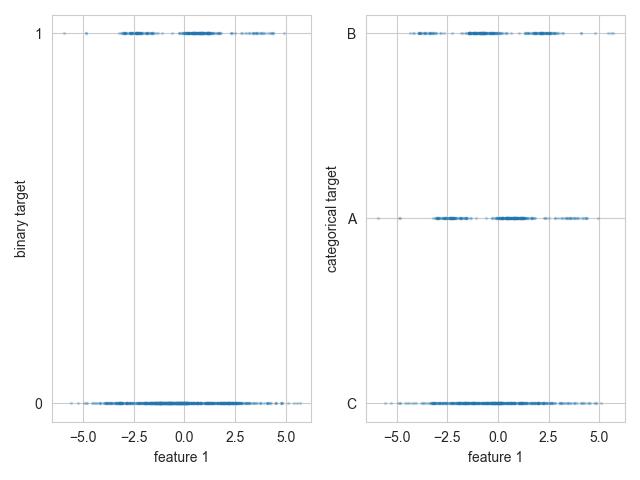 1
binary target
0
−5.0 −2.5 0.0 2.5 5.0
feature 1
B
categorical target
A
C
−5.0 −2.5 0.0 2.5 5.0
feature 1